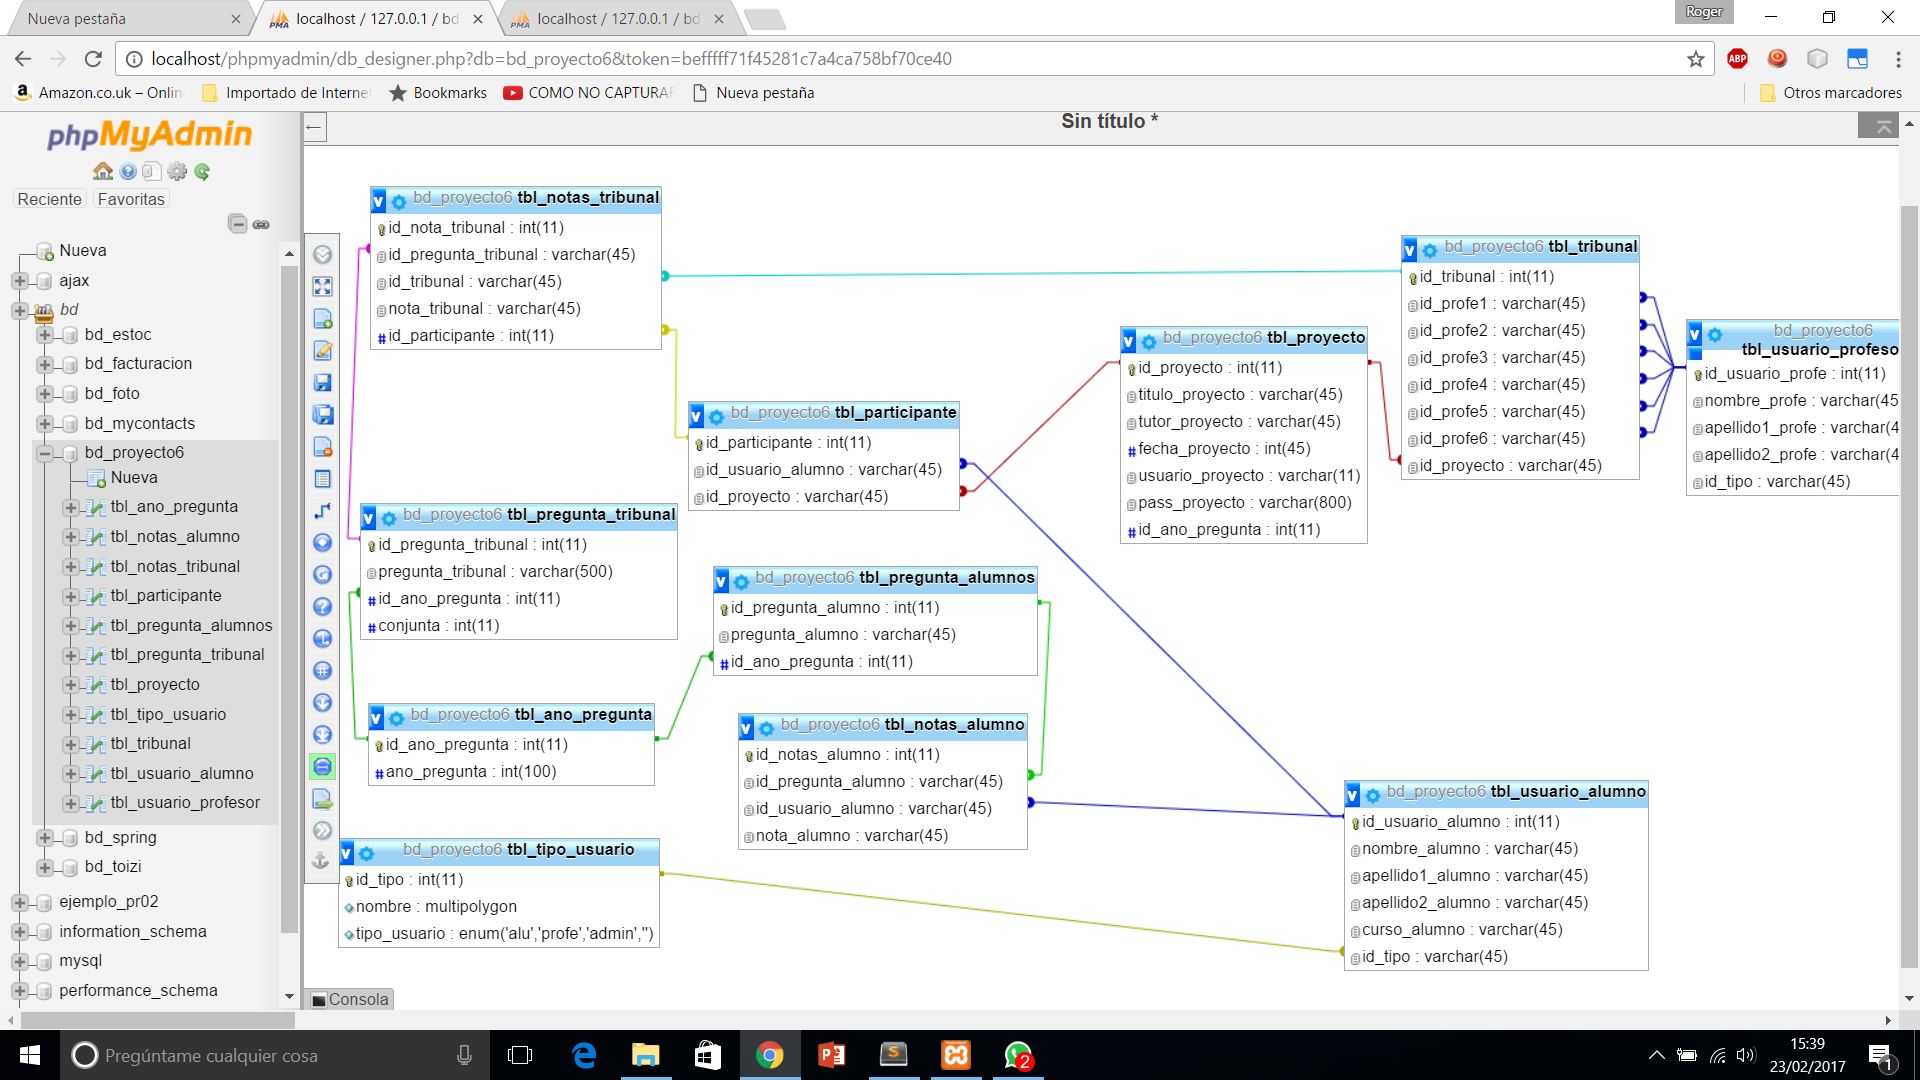 Nueva pestaña
localhost / 127.0.0.1 / bd
localhost / 127.0.0.1 / bd
Roger
localhost/phpmyadmin/db_designer.php?db=bd_proyecto6&token=befffff71f45281c7a4ca758bf70ce40
ABP
Amazon.co.uk – Onlin
Importado de Internet
Bookmarks
COMO NO CAPTURAR
Nueva pestaña
Otros marcadores
phpMyAdmin
Reciente
Favoritas
Nueva
ajax
bd
bd_estoc
bd_facturacion
bd_foto
bd_mycontacts
bd_proyecto6
Nueva
tbl_ano_pregunta
tbl_notas_alumno
tbl_notas_tribunal
tbl_participante
tbl_pregunta_alumnos
tbl_pregunta_tribunal
tbl_proyecto
tbl_tipo_usuario
tbl_tribunal
tbl_usuario_alumno
tbl_usuario_profesor
bd_spring
bd_toizi
ejemplo_pr02
information_schema
mysql
performance_schema
Sin título *
bd_proyecto6 tbl_notas_tribunal
id_nota_tribunal : int(11)
id_pregunta_tribunal : varchar(45)
id_tribunal : varchar(45)
nota_tribunal : varchar(45)
id_participante : int(11)
bd_proyecto6 tbl_tribunal
id_tribunal : int(11)
id_profe1 : varchar(45)
id_profe2 : varchar(45)
id_profe3 : varchar(45)
id_profe4 : varchar(45)
id_profe5 : varchar(45)
id_profe6 : varchar(45)
id_proyecto : varchar(45)
bd_proyecto6
tbl_usuario_profeso
id_usuario_profe : int(11)
nombre_profe : varchar(45
apellido1_profe : varchar(4
apellido2_profe : varchar(4
id_tipo : varchar(45)
bd_proyecto6 tbl_proyecto
id_proyecto : int(11)
titulo_proyecto : varchar(45)
tutor_proyecto : varchar(45)
fecha_proyecto : int(45)
usuario_proyecto : varchar(11)
pass_proyecto : varchar(800)
id_ano_pregunta : int(11)
bd_proyecto6 tbl_participante
id_participante : int(11)
id_usuario_alumno : varchar(45)
id_proyecto : varchar(45)
bd_proyecto6 tbl_pregunta_tribunal
id_pregunta_tribunal : int(11)
pregunta_tribunal : varchar(500)
id_ano_pregunta : int(11)
conjunta : int(11)
bd_proyecto6 tbl_pregunta_alumnos
id_pregunta_alumno : int(11)
pregunta_alumno : varchar(45)
id_ano_pregunta : int(11)
bd_proyecto6 tbl_ano_pregunta
id_ano_pregunta : int(11)
ano_pregunta : int(100)
bd_proyecto6 tbl_notas_alumno
id_notas_alumno : int(11)
id_pregunta_alumno : varchar(45)
id_usuario_alumno : varchar(45)
nota_alumno : varchar(45)
bd_proyecto6 tbl_usuario_alumno
id_usuario_alumno : int(11)
nombre_alumno : varchar(45)
apellido1_alumno : varchar(45)
apellido2_alumno : varchar(45)
curso_alumno : varchar(45)
id_tipo : varchar(45)
bd_proyecto6 tbl_tipo_usuario
id_tipo : int(11)
nombre : multipolygon
tipo_usuario : enum('alu','profe','admin','')
Consola
Pregúntame cualquier cosa
2
15:39
23/02/2017
1